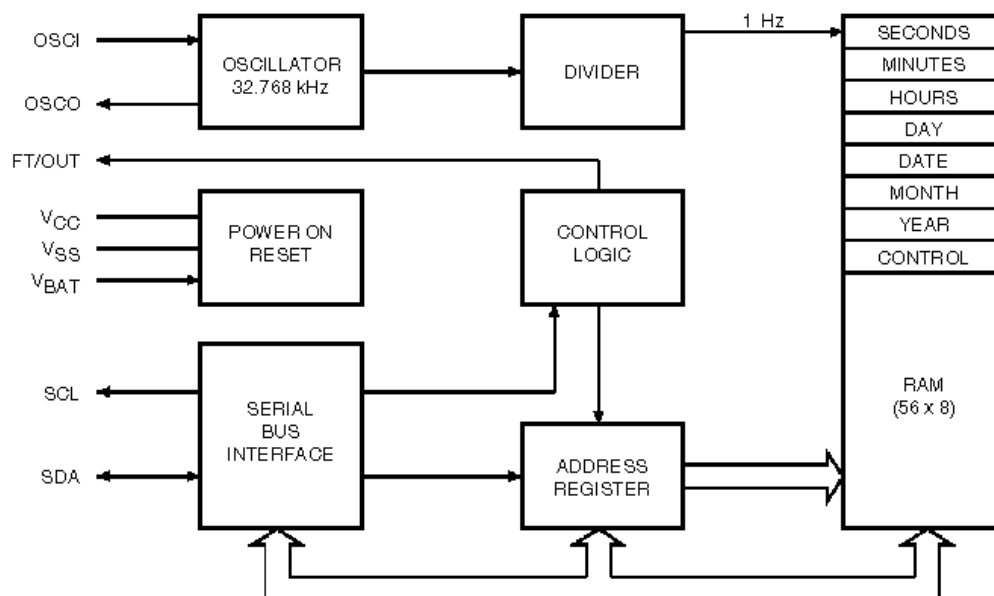 OSCI
OSCO
FT/OUT
VCC
VSS
VBAT
SCL
SDA
OSCILLATOR
32.768 kHz
DIVIDER
1 Hz
POWER ON
RESET
CONTROL
LOGIC
SERIAL
BUS
INTERFACE
ADDRESS
REGISTER
SECONDS
MINUTES
HOURS
DAY
DATE
MONTH
YEAR
CONTROL
RAM
(56 x 8)